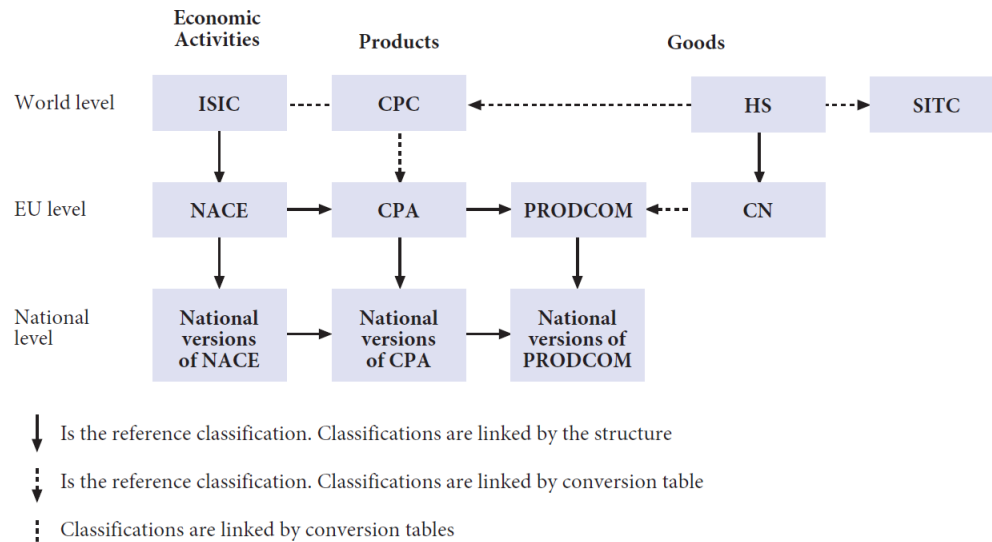 Economic
Activities
Products
Goods
World level
ISIC
CPC
HS
SITC
EU level
NACE
CPA
PRODCOM
CN
National
level
National
versions
of NACE
National
versions
of CPA
National
versions of
PRODCOM
Is the reference classification. Classifications are linked by the structure
Is the reference classification. Classifications are linked by conversion table
Classifications are linked by conversion tables